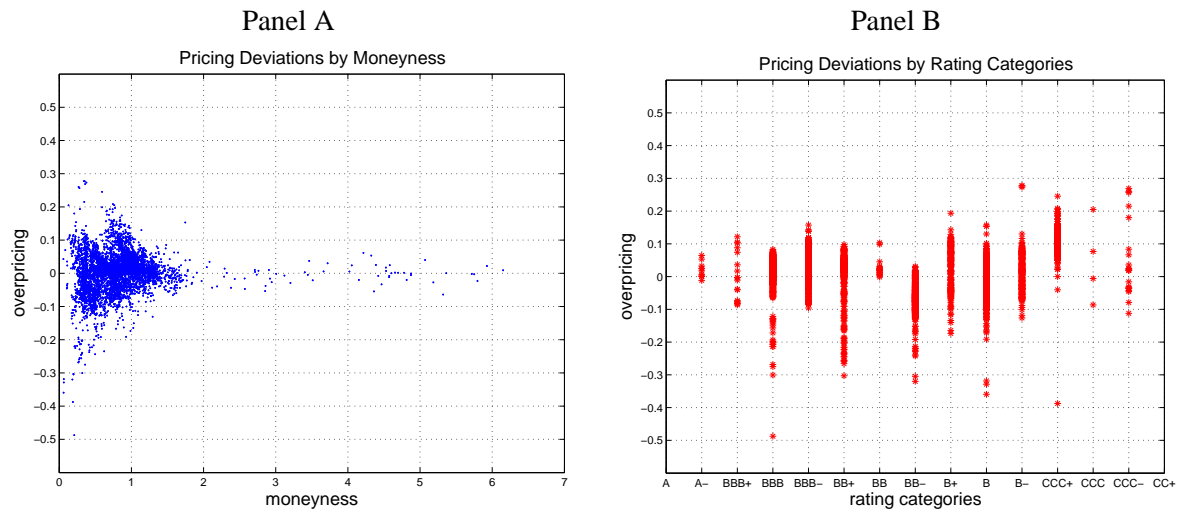 Panel A
Pricing Deviations by Moneyness
0.5
0.4
0.3
0.2
0.1
0
−0.1
−0.2
−0.3
−0.4
−0.5
overpricing
0 1 2 3 4 5 6 7
moneyness
Panel B
Pricing Deviations by Rating Categories
0.5
0.4
0.3
0.2
0.1
0
−0.1
−0.2
−0.3
−0.4
−0.5
overpricing
A A− BBB+ BBB BBB− BB+ BB BB− B+ B B− CCC+ CCC CCC− CC+
rating categories